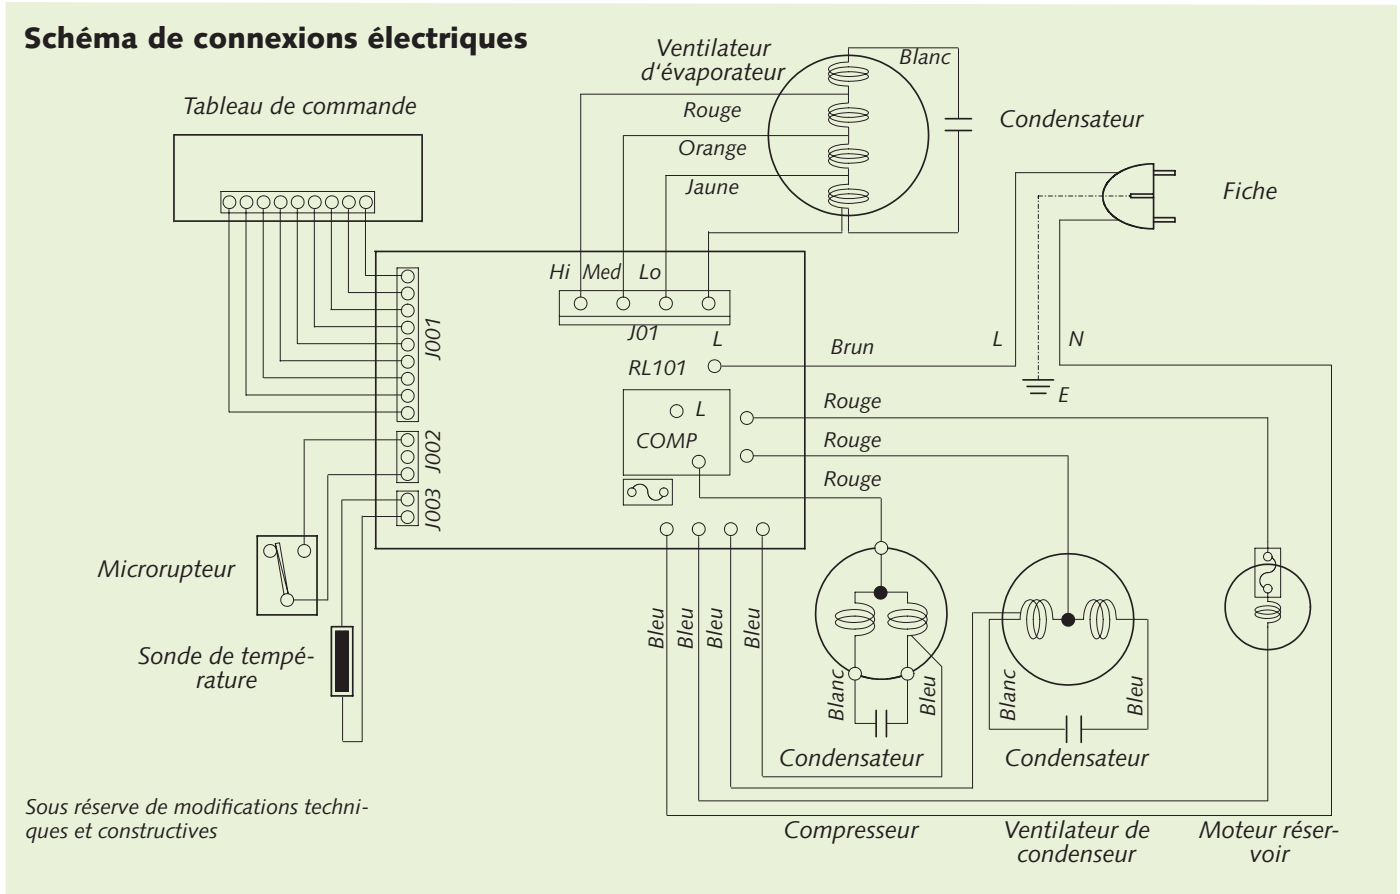 Schéma de connexions électriques
Tableau de commande
Ventilateur
d'évaporateur
Blanc
Rouge
Orange
Jaune
Condensateur
Fiche
Hi Med Lo
J01
L
RL101
Brun
L
N
E
L
COMP
Rouge
Rouge
Rouge
J001
J002
J003
Microrupteur
Sonde de tempé-
rature
Bleu
Bleu
Bleu
Bleu
Blanc
Bleu
Blanc
Bleu
Condensateur
Condensateur
Compresseur
Ventilateur de
condenseur
Moteur réser-
voir
Sous réserve de modifications techni-
ques et constructives